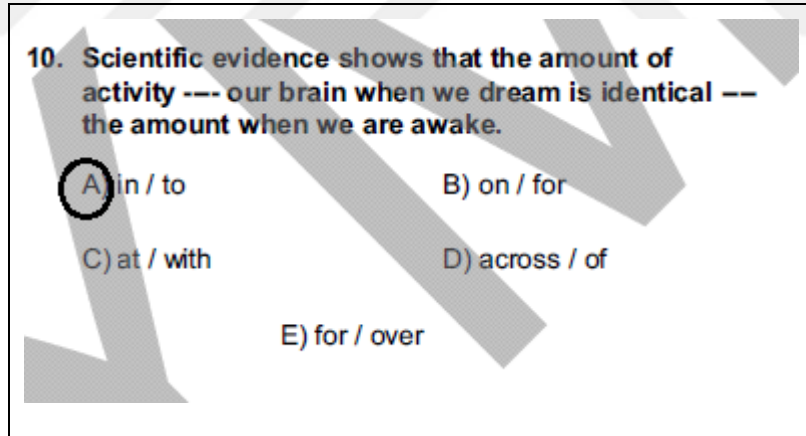 10. Scientific evidence shows that the amount of
activity ---- our brain when we dream is identical ----
the amount when we are awake.
A) in / to B) on / for
C) at / with D) across / of
E) for / over